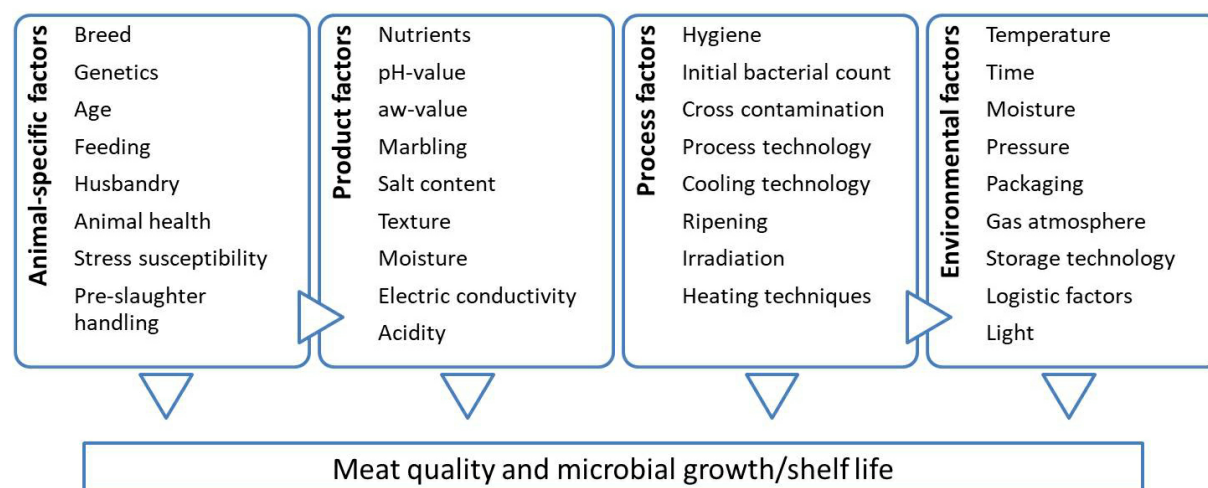 Animal-specific factors
Breed
Genetics
Age
Feeding
Husbandry
Animal health
Stress susceptibility
Pre-slaughter
handling
Product factors
Nutrients
pH-value
aw-value
Marbling
Salt content
Texture
Moisture
Electric conductivity
Acidity
Process factors
Hygiene
Initial bacterial count
Cross contamination
Process technology
Cooling technology
Ripening
Irradiation
Heating techniques
Environmental factors
Temperature
Time
Moisture
Pressure
Packaging
Gas atmosphere
Storage technology
Logistic factors
Light
Meat quality and microbial growth/shelf life